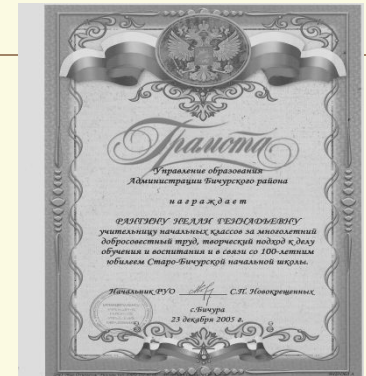 Грамота
Управление образования
Администрации Бичурского района
награждает
РАНТИНУ НЕЛЛИ ГЕННАДЬЕВНУ
учительницу начальных классов за многолетний
добросовестный труд, творческий подход к делу
обучения и воспитания и в связи со 100-летним
юбилеем Старо-Бичурской начальной школы.
Начальник РУО С.П. Новокрещенных
с.Бичура
23 декабря 2005 г.